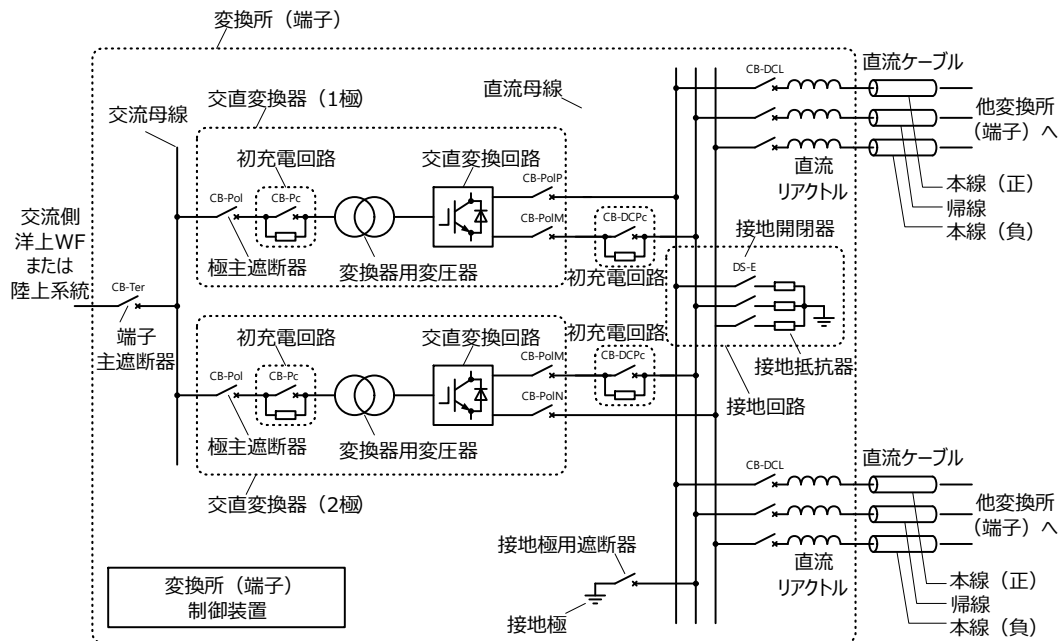 変換所（端子）
交直変換器（1極）
交流母線
初充電回路
交直変換回路
CB-Pol
CB-Pc
CB-PolP
CB-PolM
CB-DCPc
極主遮断器
変換器用変圧器
初充電回路
直流母線
交流側
洋上WF
または
陸上系統
CB-Ter
端子
主遮断器
初充電回路
交直変換回路
初充電回路
CB-Pol
CB-Pc
CB-PolM
CB-PolN
CB-DCPc
極主遮断器
変換器用変圧器
交直変換器（2極）
接地開閉器
DS-E
接地抵抗器
接地回路
CB-DCL
直流ケーブル
他変換所
（端子）へ
直流
リアクトル
本線（正）
帰線
本線（負）
CB-DCL
直流ケーブル
他変換所
（端子）へ
直流
リアクトル
本線（正）
帰線
本線（負）
接地極用遮断器
接地極
変換所（端子）
制御装置